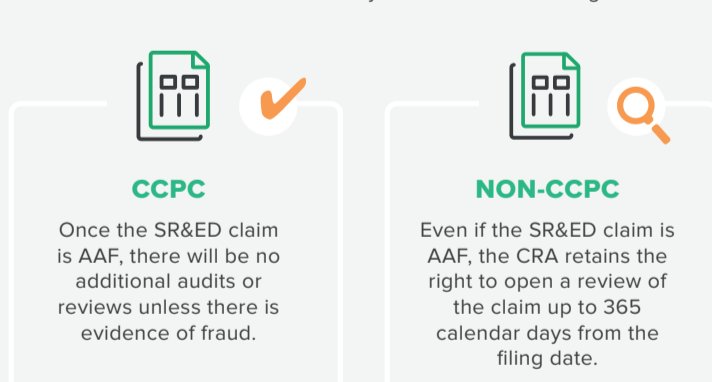 CCPC
Once the SR&ED claim
is AAF, there will be no
additional audits or
reviews unless there is
evidence of fraud.
NON-CCPC
Even if the SR&ED claim is
AAF, the CRA retains the
right to open a review of
the claim up to 365
calendar days from the
filing date.